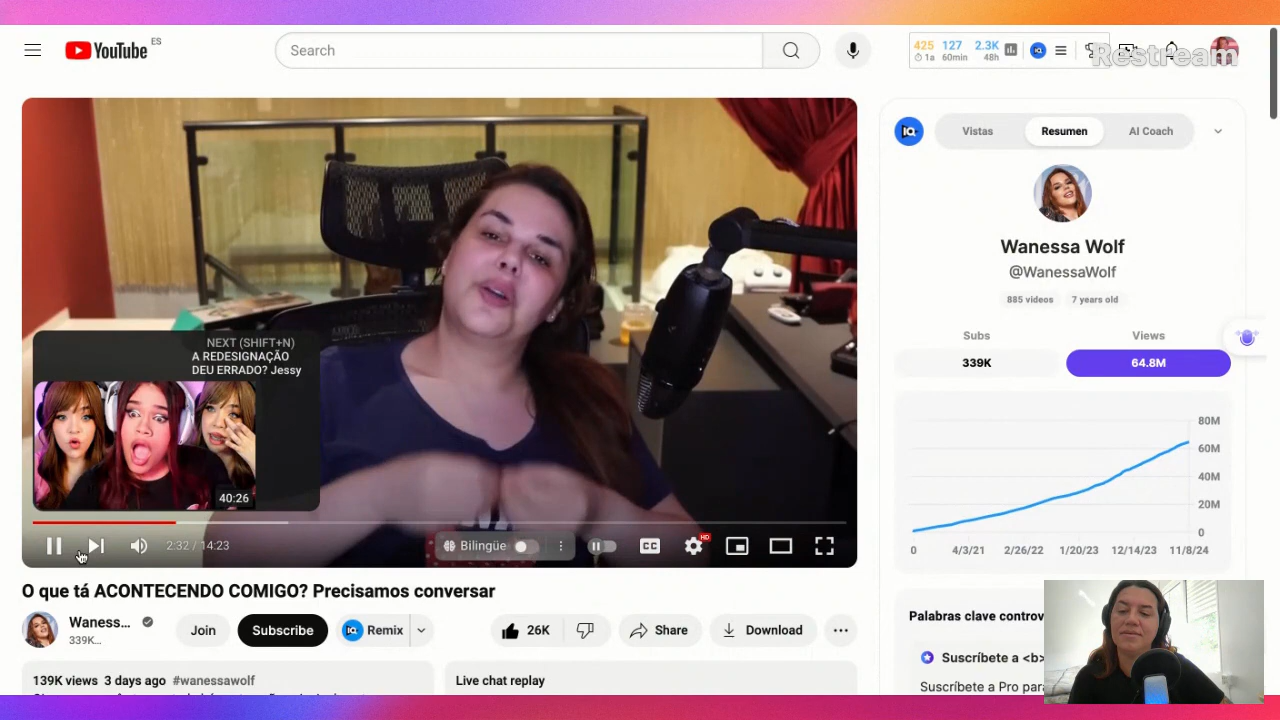 YouTube ES
Search
425 127 2.3K
1a 60min 48h
Restream
Vistas Resumen AI Coach
Wanessa Wolf
@WanessaWolf
885 videos 7 years old
Subs Views
339K 64.8M
80M
60M
40M
20M
0
0 4/3/21 2/26/22 1/20/23 12/14/23 11/8/24
NEXT (SHIFT+N)
A REDESIGNAÇÃO
DEU ERRADO? Jessy
40:26
2:32 / 14:23
Bilingüe
CC
HD
O que tá ACONTECENDO COMIGO? Precisamos conversar
Waness...
339K...
Join Subscribe Remix 26K Share Download
139K views 3 days ago #wanessawolf
Live chat replay
Palabras clave controv
Suscríbete a <b>
Suscríbete a Pro para